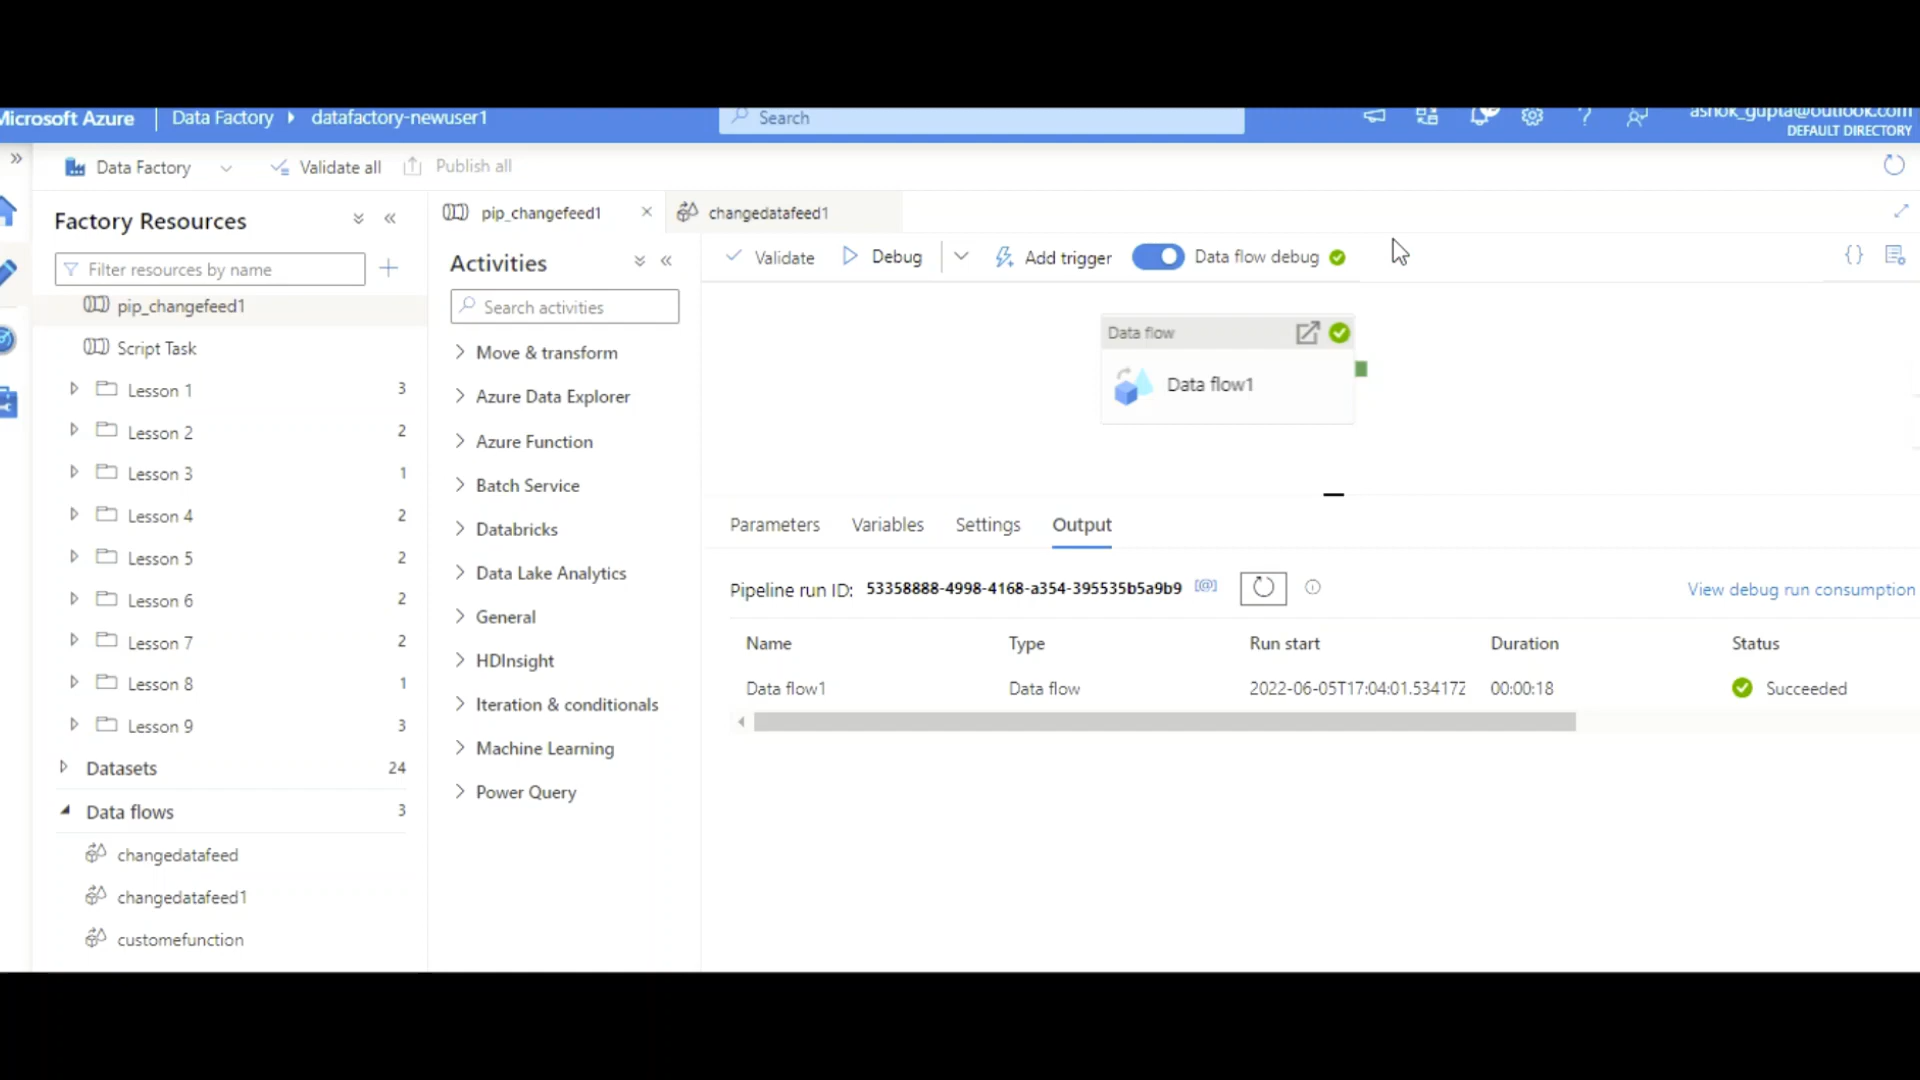 Microsoft Azure
Data Factory
datafactory-newuser1
Search
ashok_gupta@outlook.com
DEFAULT DIRECTORY
Data Factory
Validate all
Publish all
Factory Resources
Filter resources by name
pip_changefeed1
Script Task
Lesson 1 3
Lesson 2 2
Lesson 3 1
Lesson 4 2
Lesson 5 2
Lesson 6 2
Lesson 7 2
Lesson 8 1
Lesson 9 3
Datasets 24
Data flows 3
changedatafeed
changedatafeed1
customefunction
pip_changefeed1
changedatafeed1
Activities
Search activities
Move & transform
Azure Data Explorer
Azure Function
Batch Service
Databricks
Data Lake Analytics
General
HDInsight
Iteration & conditionals
Machine Learning
Power Query
Validate
Debug
Add trigger
Data flow debug
{}
Data flow
Data flow1
Parameters
Variables
Settings
Output
Pipeline run ID: 53358888-4998-4168-a354-395535b5a9b9
View debug run consumption
Name Type Run start Duration Status
Data flow1 Data flow 2022-06-05T17:04:01.53417Z 00:00:18 Succeeded